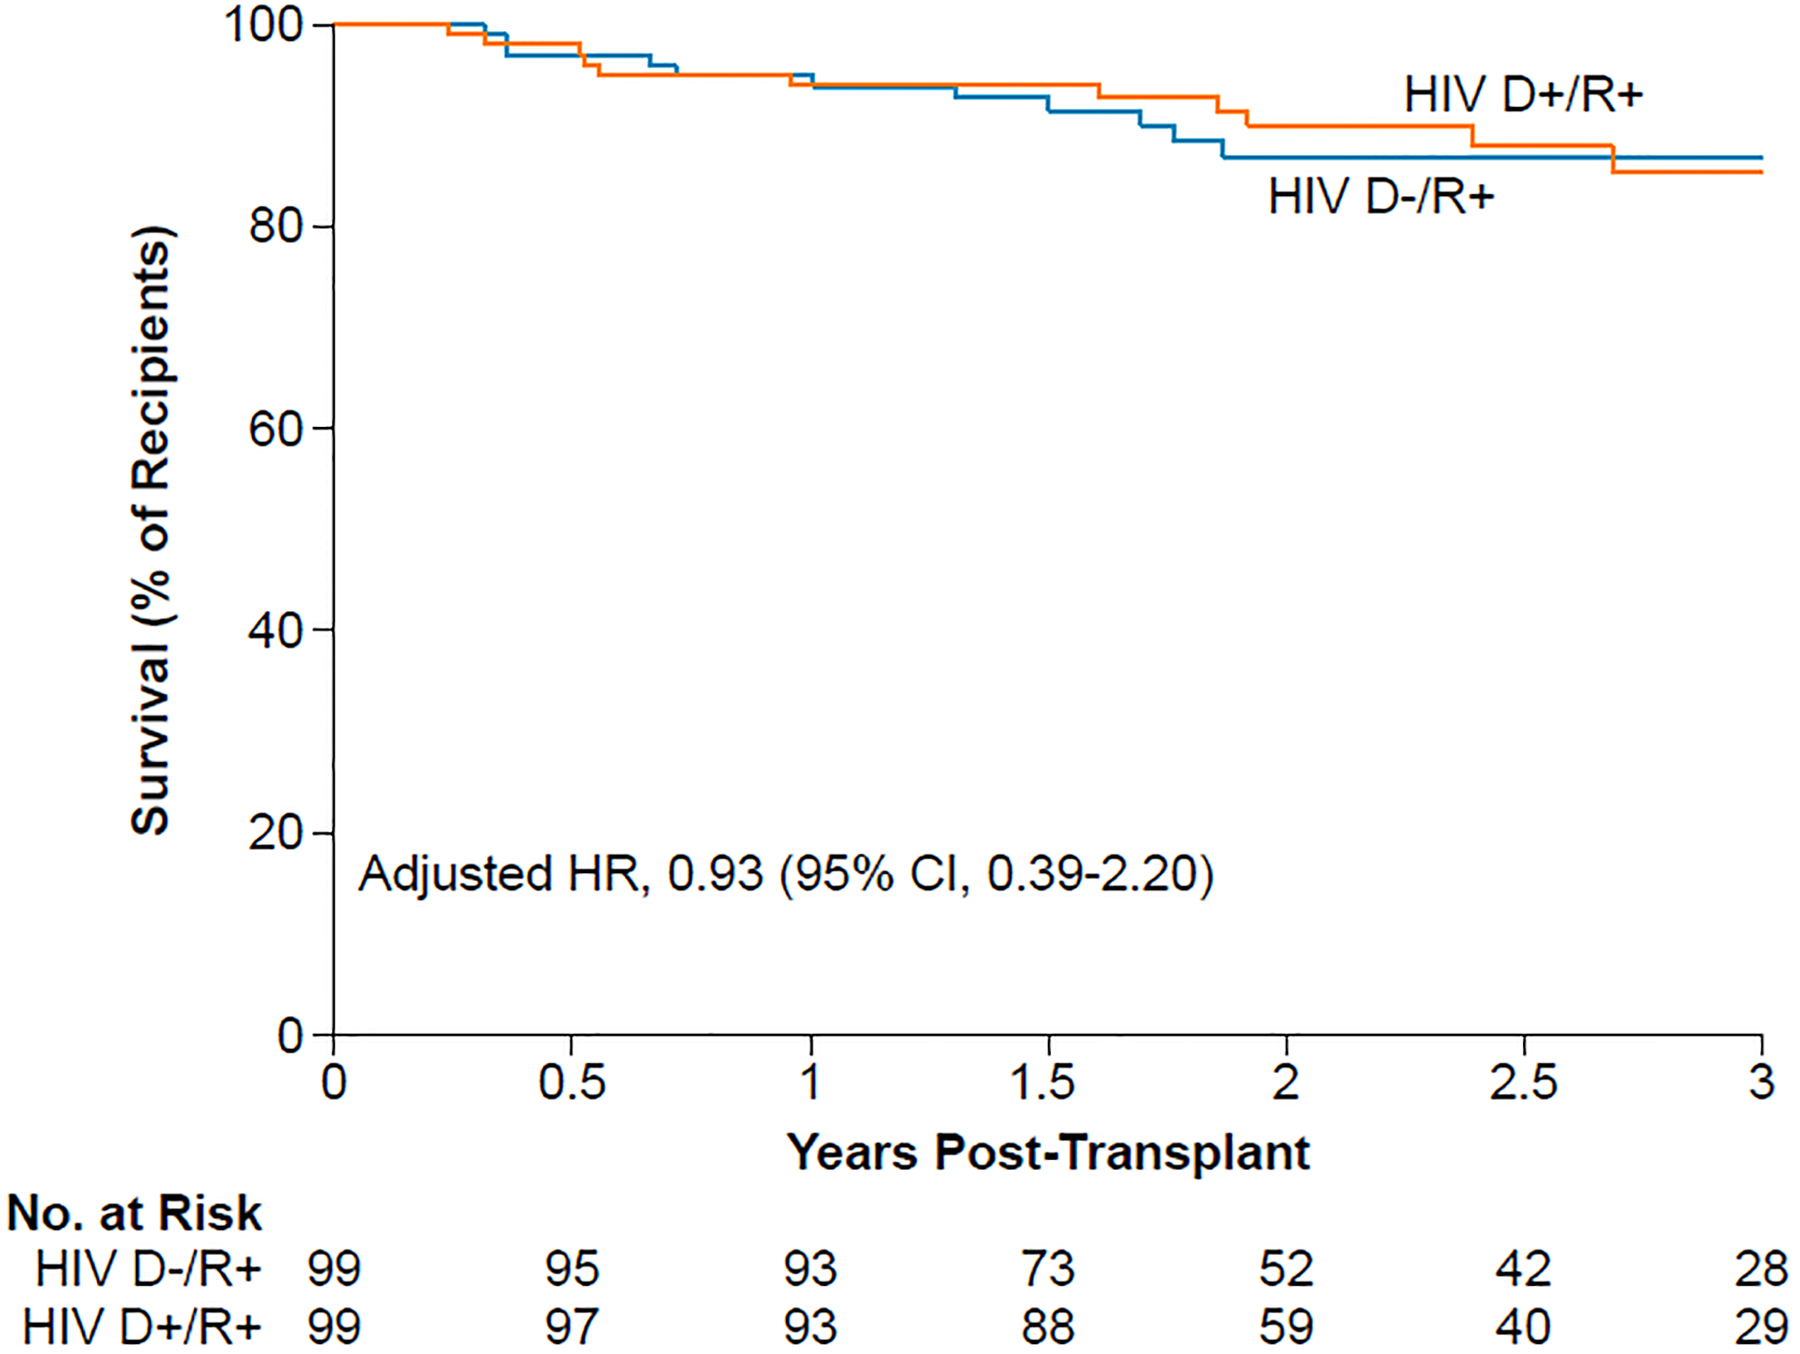 100
HIV D+/R+
HIV D-/R+
80
60
40
20
0
Survival (% of Recipients)
Adjusted HR, 0.93 (95% CI, 0.39-2.20)
0 0.5 1 1.5 2 2.5 3
Years Post-Transplant
No. at Risk
HIV D-/R+ 99 95 93 73 52 42 28
HIV D+/R+ 99 97 93 88 59 40 29